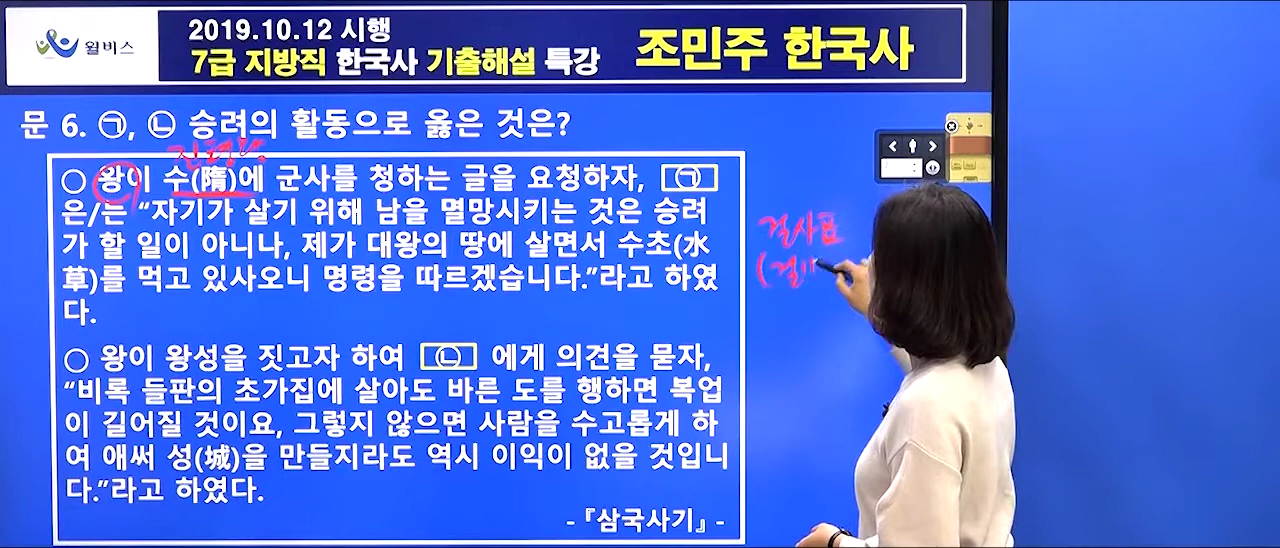 윌비스
2019.10.12 시행
7급 지방직 한국사 기출해설 특강
조민주 한국사
문 6. ㉠, ㉡ 승려의 활동으로 옳은 것은?
진평왕
○ 왕이 수(隋)에 군사를 청하는 글을 요청하자, ㉠
은/는 “자기가 살기 위해 남을 멸망시키는 것은 승려
가 할 일이 아니나, 제가 대왕의 땅에 살면서 수초(水
草)를 먹고 있사오니 명령을 따르겠습니다.”라고 하였
다.
○ 왕이 왕성을 짓고자 하여 ㉡ 에게 의견을 묻자,
“비록 들판의 초가집에 살아도 바른 도를 행하면 복업
이 길어질 것이요, 그렇지 않으면 사람을 수고롭게 하
여 애써 성(城)을 만들지라도 역시 이익이 없을 것입니
다.”라고 하였다.
- 『삼국사기』 -
걸사표
(걸